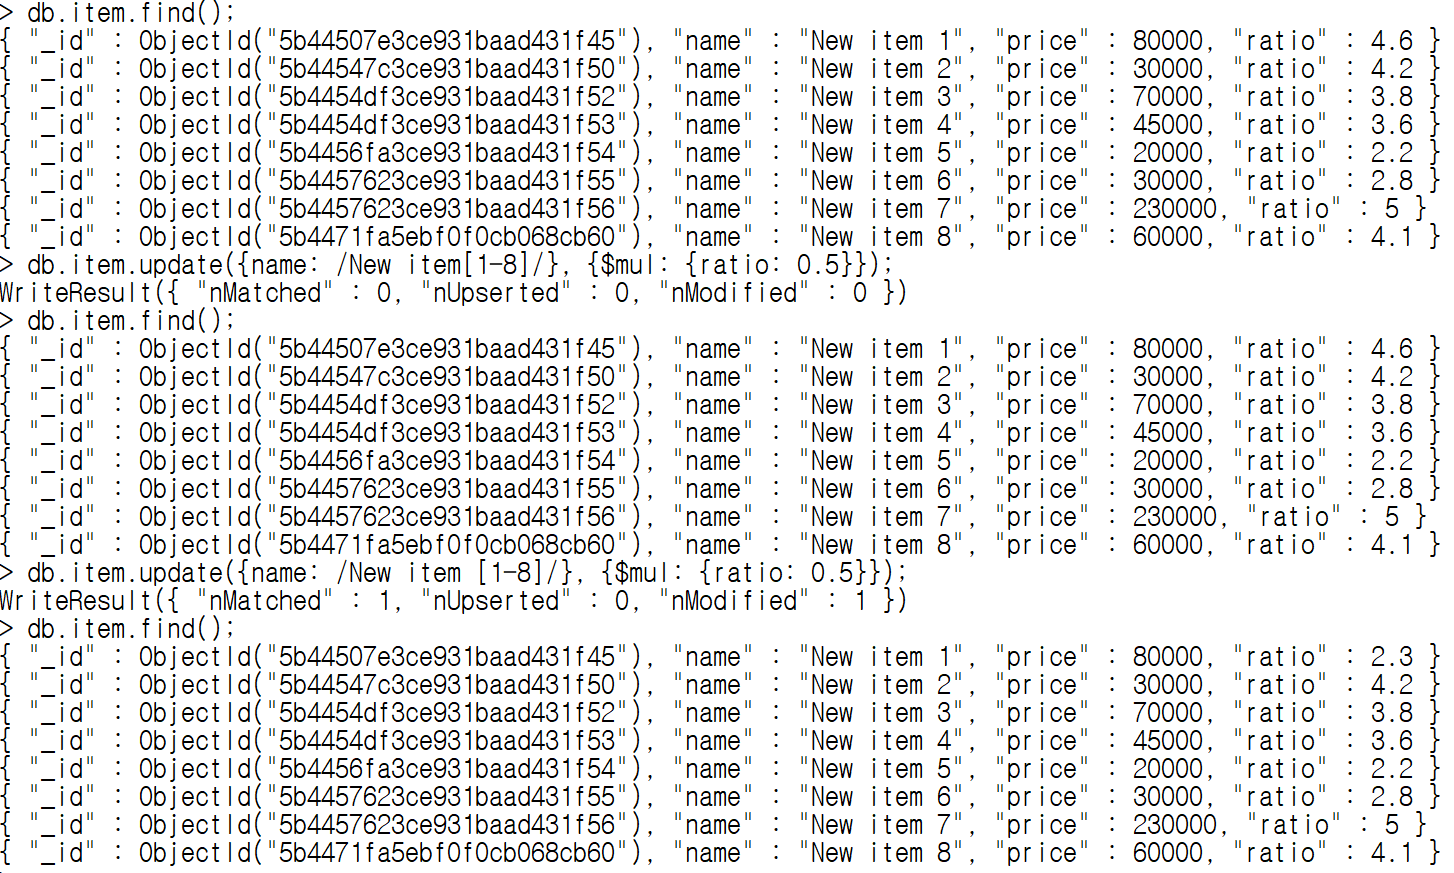 > db.item.find();
{ "_id" : ObjectId("5b44507e3ce931baad431f45"), "name" : "New item 1", "price" : 80000, "ratio" : 4.6 }
{ "_id" : ObjectId("5b44547c3ce931baad431f50"), "name" : "New item 2", "price" : 30000, "ratio" : 4.2 }
{ "_id" : ObjectId("5b4454df3ce931baad431f52"), "name" : "New item 3", "price" : 70000, "ratio" : 3.8 }
{ "_id" : ObjectId("5b4454df3ce931baad431f53"), "name" : "New item 4", "price" : 45000, "ratio" : 3.6 }
{ "_id" : ObjectId("5b4456fa3ce931baad431f54"), "name" : "New item 5", "price" : 20000, "ratio" : 2.2 }
{ "_id" : ObjectId("5b4457623ce931baad431f55"), "name" : "New item 6", "price" : 30000, "ratio" : 2.8 }
{ "_id" : ObjectId("5b4457623ce931baad431f56"), "name" : "New item 7", "price" : 230000, "ratio" : 5 }
{ "_id" : ObjectId("5b4471fa5ebf0f0cb068cb60"), "name" : "New item 8", "price" : 60000, "ratio" : 4.1 }
> db.item.update({name: /New item[1-8]/}, {$mul: {ratio: 0.5}});
WriteResult({ "nMatched" : 0, "nUpserted" : 0, "nModified" : 0 })
> db.item.find();
{ "_id" : ObjectId("5b44507e3ce931baad431f45"), "name" : "New item 1", "price" : 80000, "ratio" : 4.6 }
{ "_id" : ObjectId("5b44547c3ce931baad431f50"), "name" : "New item 2", "price" : 30000, "ratio" : 4.2 }
{ "_id" : ObjectId("5b4454df3ce931baad431f52"), "name" : "New item 3", "price" : 70000, "ratio" : 3.8 }
{ "_id" : ObjectId("5b4454df3ce931baad431f53"), "name" : "New item 4", "price" : 45000, "ratio" : 3.6 }
{ "_id" : ObjectId("5b4456fa3ce931baad431f54"), "name" : "New item 5", "price" : 20000, "ratio" : 2.2 }
{ "_id" : ObjectId("5b4457623ce931baad431f55"), "name" : "New item 6", "price" : 30000, "ratio" : 2.8 }
{ "_id" : ObjectId("5b4457623ce931baad431f56"), "name" : "New item 7", "price" : 230000, "ratio" : 5 }
{ "_id" : ObjectId("5b4471fa5ebf0f0cb068cb60"), "name" : "New item 8", "price" : 60000, "ratio" : 4.1 }
> db.item.update({name: /New item [1-8]/}, {$mul: {ratio: 0.5}});
WriteResult({ "nMatched" : 1, "nUpserted" : 0, "nModified" : 1 })
> db.item.find();
{ "_id" : ObjectId("5b44507e3ce931baad431f45"), "name" : "New item 1", "price" : 80000, "ratio" : 2.3 }
{ "_id" : ObjectId("5b44547c3ce931baad431f50"), "name" : "New item 2", "price" : 30000, "ratio" : 4.2 }
{ "_id" : ObjectId("5b4454df3ce931baad431f52"), "name" : "New item 3", "price" : 70000, "ratio" : 3.8 }
{ "_id" : ObjectId("5b4454df3ce931baad431f53"), "name" : "New item 4", "price" : 45000, "ratio" : 3.6 }
{ "_id" : ObjectId("5b4456fa3ce931baad431f54"), "name" : "New item 5", "price" : 20000, "ratio" : 2.2 }
{ "_id" : ObjectId("5b4457623ce931baad431f55"), "name" : "New item 6", "price" : 30000, "ratio" : 2.8 }
{ "_id" : ObjectId("5b4457623ce931baad431f56"), "name" : "New item 7", "price" : 230000, "ratio" : 5 }
{ "_id" : ObjectId("5b4471fa5ebf0f0cb068cb60"), "name" : "New item 8", "price" : 60000, "ratio" : 4.1 }